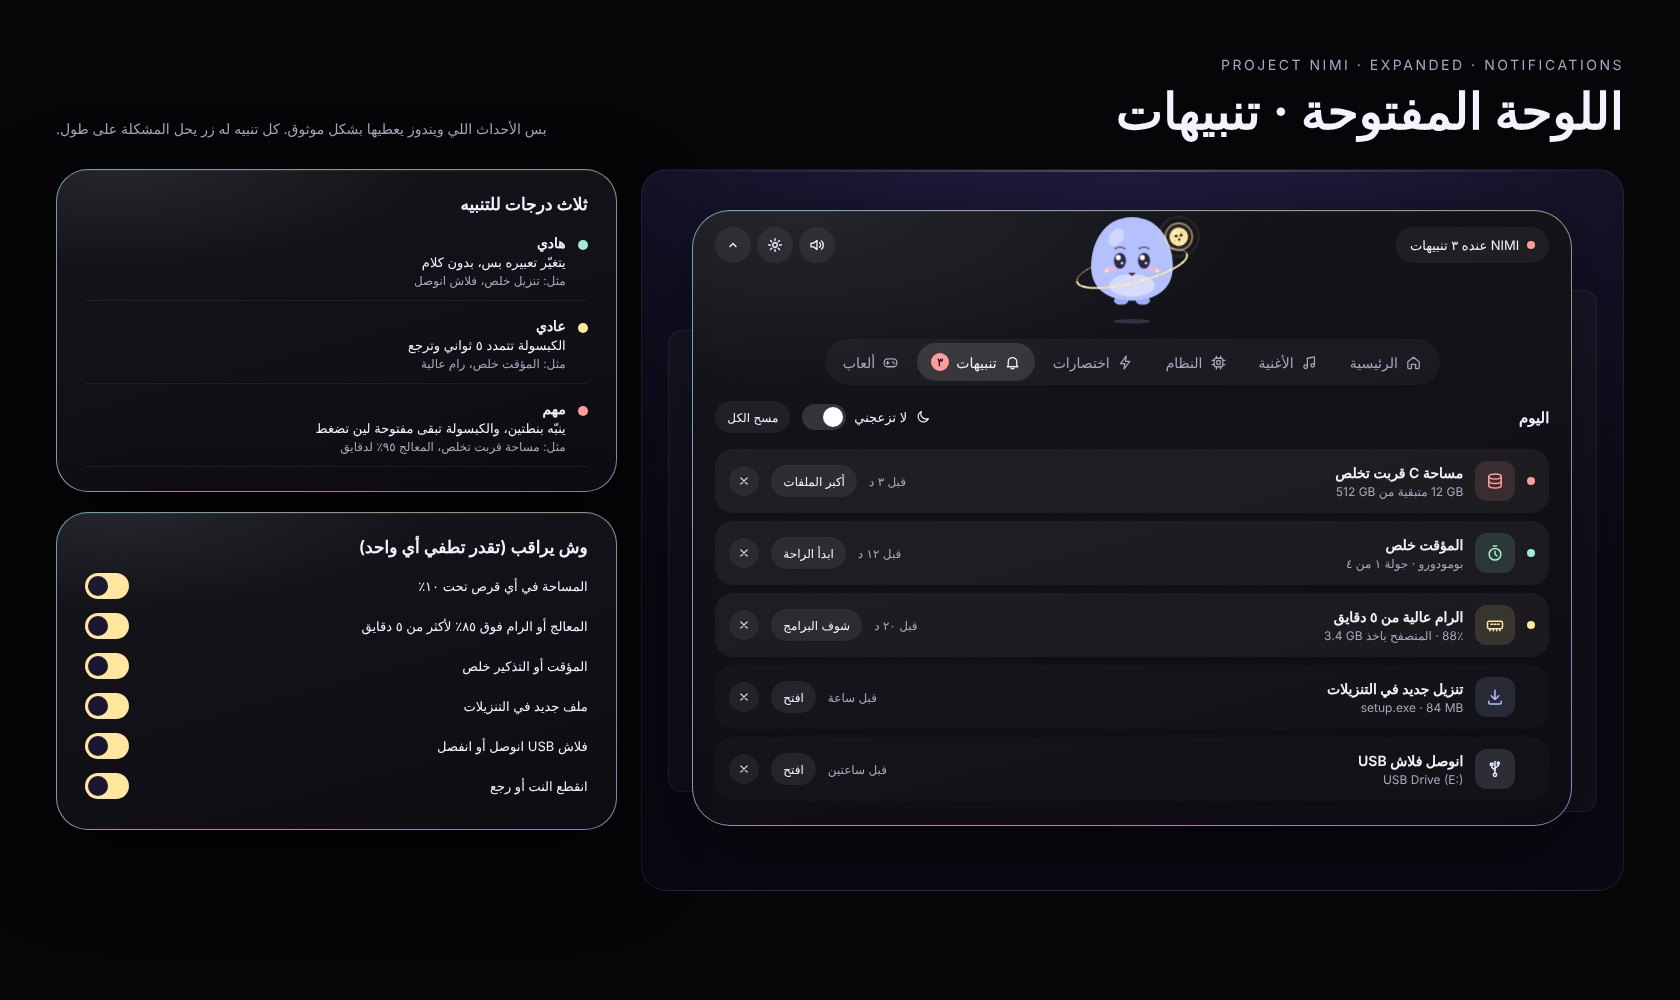 PROJECT NIMI · EXPANDED · NOTIFICATIONS
اللوحة المفتوحة · تنبيهات
بس الأحداث اللي ويندوز يعطيها بشكل موثوق. كل تنبيه له زر يحل المشكلة على طول.
NIMI عنده ٣ تنبيهات
الرئيسية
الأغنية
النظام
اختصارات
تنبيهات ٣
ألعاب
اليوم
لا تزعجني
مسح الكل
مساحة C قربت تخلص
12 GB متبقية من 512 GB
قبل ٣ د
أكبر الملفات
المؤقت خلص
بومودورو · جولة ١ من ٤
قبل ١٢ د
ابدأ الراحة
الرام عالية من ٥ دقايق
88٪ · المتصفح ياخذ 3.4 GB
قبل ٢٠ د
شوف البرامج
تنزيل جديد في التنزيلات
setup.exe · 84 MB
قبل ساعة
افتح
انوصل فلاش USB
USB Drive (E:)
قبل ساعتين
افتح
ثلاث درجات للتنبيه
هادي
يتغيّر تعبيره بس، بدون كلام
مثل: تنزيل خلص، فلاش انوصل
عادي
الكبسولة تتمدد ٥ ثواني وترجع
مثل: المؤقت خلص، رام عالية
مهم
ينبّه بنطتين، والكبسولة تبقى مفتوحة لين تضغط
مثل: مساحة قربت تخلص، المعالج ٩٥٪ لدقايق
وش يراقب (تقدر تطفي أي واحد)
المساحة في أي قرص تحت ١٠٪
المعالج أو الرام فوق ٨٥٪ لأكثر من ٥ دقايق
المؤقت أو التذكير خلص
ملف جديد في التنزيلات
فلاش USB انوصل أو انفصل
انقطع النت أو رجع